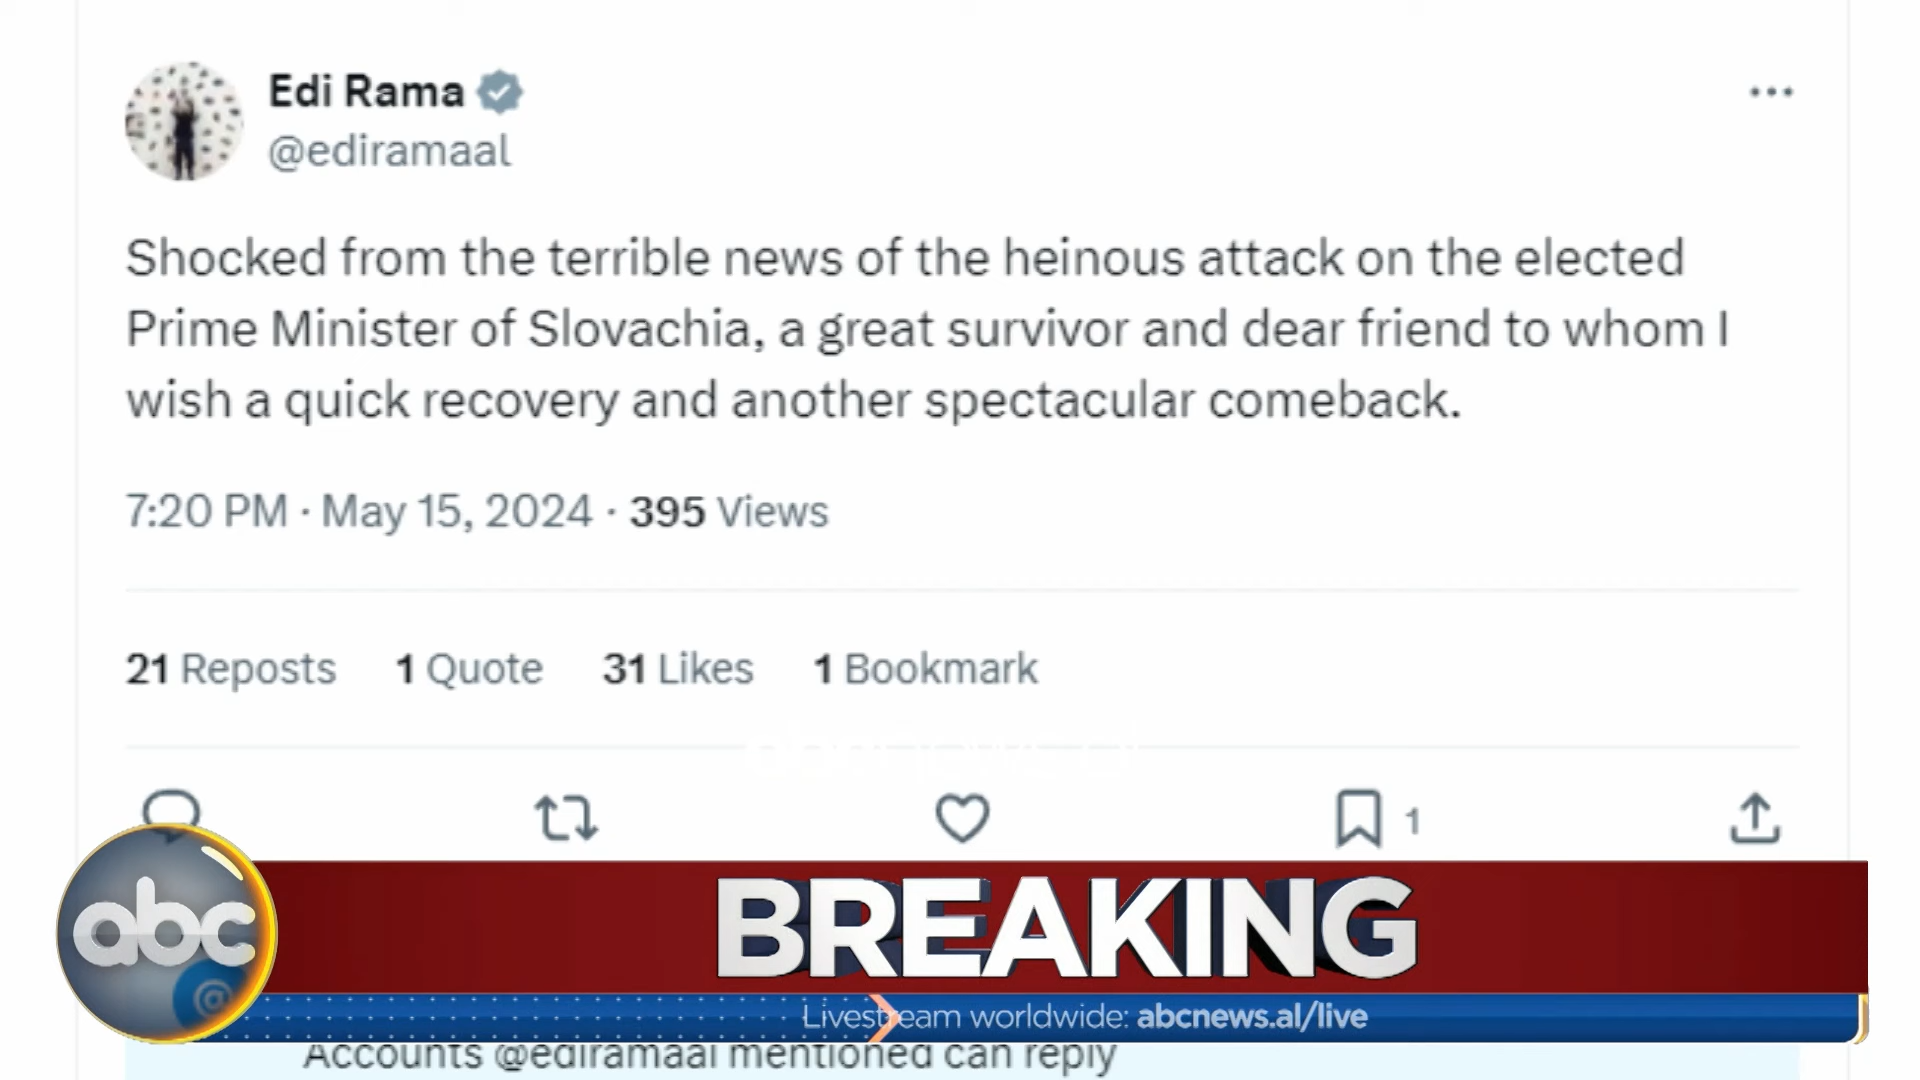 Edi Rama
@ediramaal
Shocked from the terrible news of the heinous attack on the elected
Prime Minister of Slovachia, a great survivor and dear friend to whom I
wish a quick recovery and another spectacular comeback.
7:20 PM · May 15, 2024 · 395 Views
21 Reposts 1 Quote 31 Likes 1 Bookmark
abcnews.al
1
abc
BREAKING
@
Livestream worldwide: abcnews.al/live
Accounts @ediramaal mentioned can reply